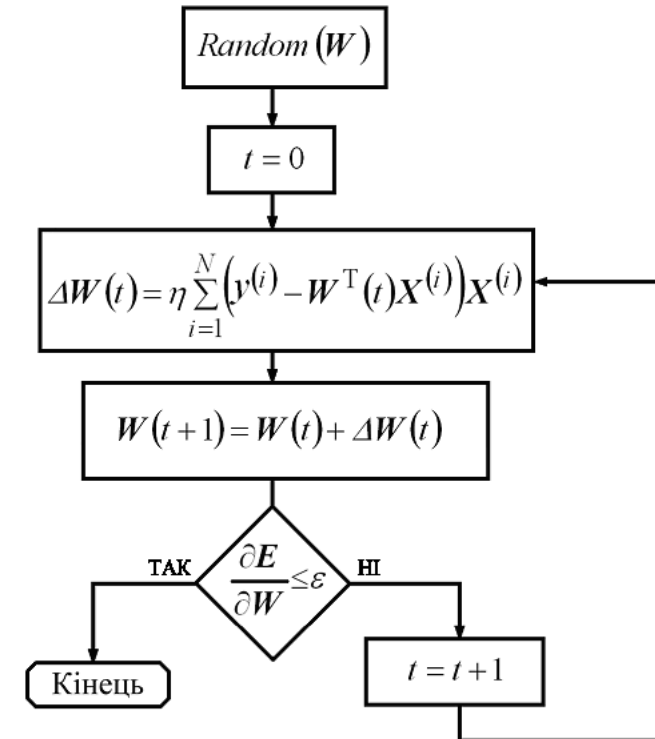 Random(W)
t = 0
ΔW(t) = η ∑_{i=1}^{N} (y^{(i)} − W^T(t)X^{(i)})X^{(i)}
W(t+1) = W(t) + ΔW(t)
ТАК ∂E/∂W ≤ ε НІ
t = t+1
Кінець